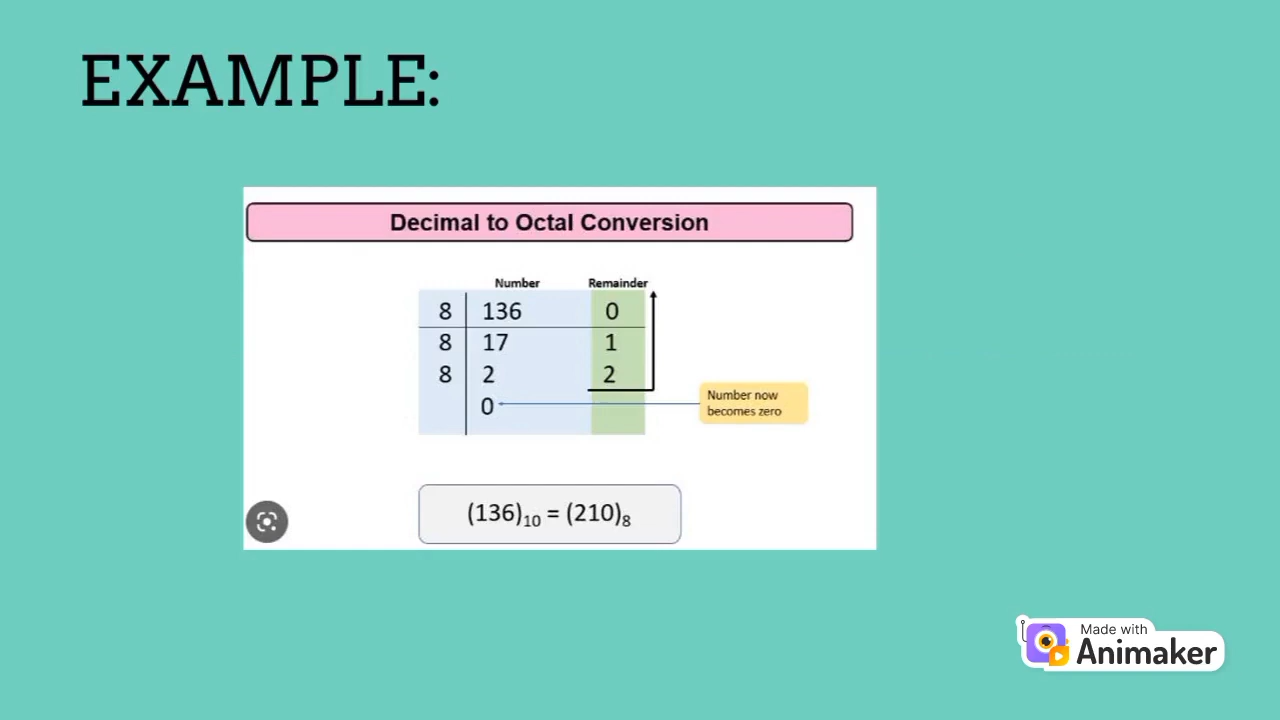 EXAMPLE:
Decimal to Octal Conversion
Number Remainder
8 136 0
8 17 1
8 2 2
0
Number now
becomes zero
(136)10 = (210)8
Made with
Animaker